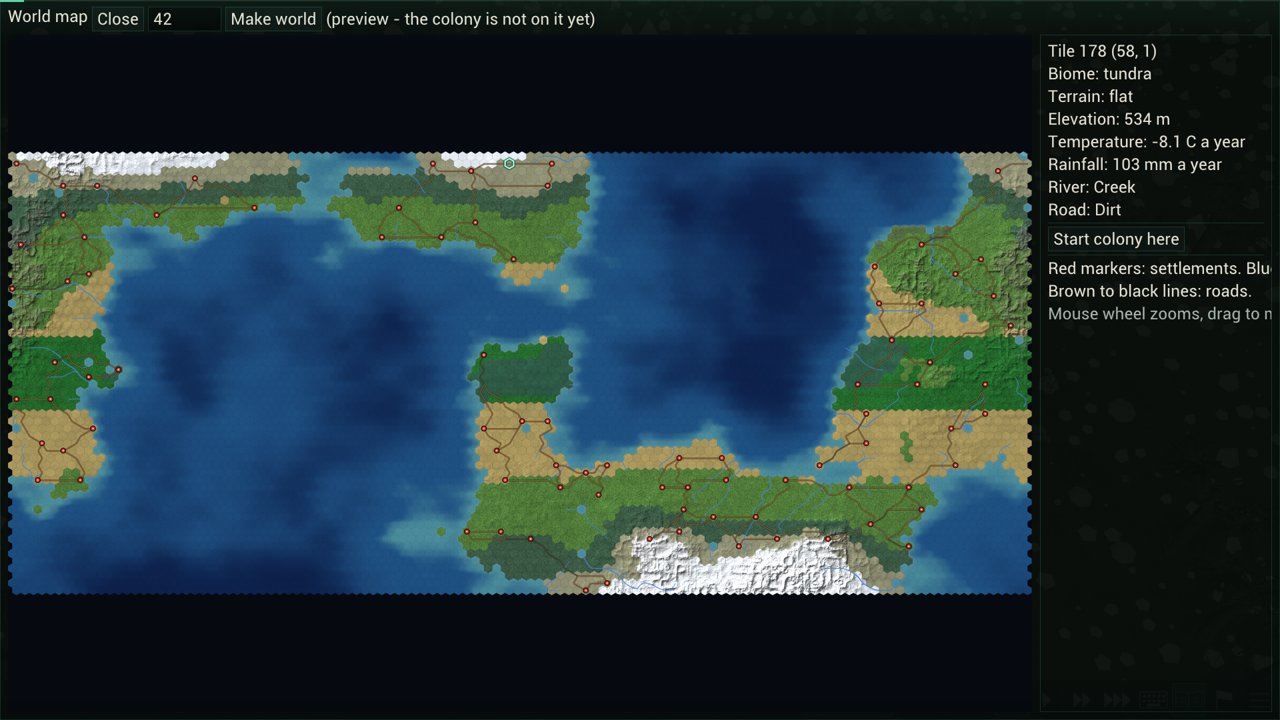 World map Close 42 Make world (preview - the colony is not on it yet)
Tile 178 (58, 1)
Biome: tundra
Terrain: flat
Elevation: 534 m
Temperature: -8.1 C a year
Rainfall: 103 mm a year
River: Creek
Road: Dirt
Start colony here
Red markers: settlements. Blu
Brown to black lines: roads.
Mouse wheel zooms, drag to